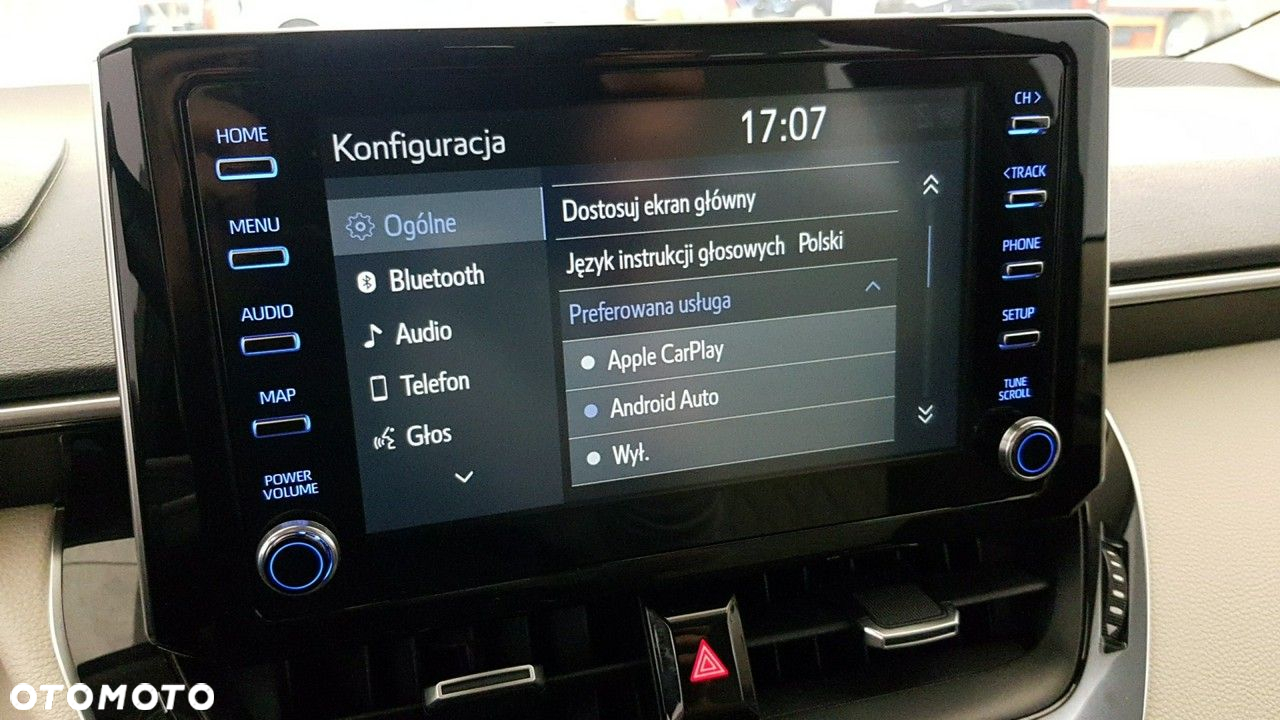 HOME
MENU
AUDIO
MAP
POWER
VOLUME
Konfiguracja
17:07
Ogólne
Bluetooth
Audio
Telefon
Głos
Dostosuj ekran główny
Język instrukcji głosowych Polski
Preferowana usługa
Apple CarPlay
Android Auto
Wył.
CH>
<TRACK
PHONE
SETUP
TUNE
SCROLL
OTOMOTO